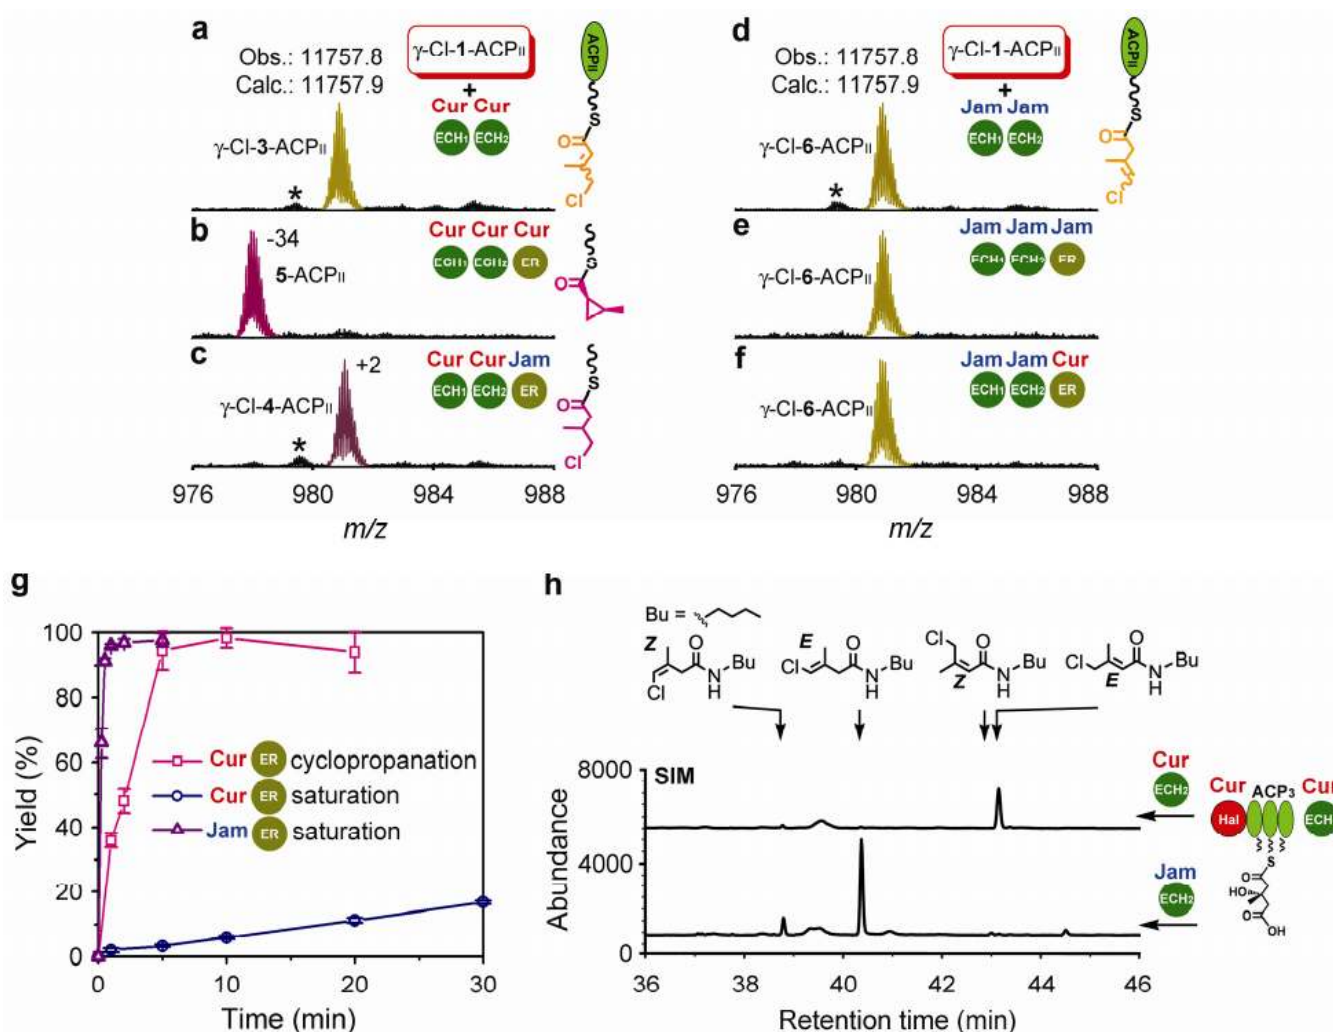 a
Obs.: 11757.8
Calc.: 11757.9
γ-Cl-1-ACPII
+
Cur Cur
ECH1 ECH2
γ-Cl-3-ACPII
*
ACPII
S
O
Cl
b
-34
5-ACPII
Cur Cur Cur
ECH1 ECH2 ER
S
O
c
+2
γ-Cl-4-ACPII
*
Cur Cur Jam
ECH1 ECH2 ER
S
O
Cl
976 980 984 988
m/z
d
Obs.: 11757.8
Calc.: 11757.9
γ-Cl-1-ACPII
+
Jam Jam
ECH1 ECH2
γ-Cl-6-ACPII
*
ACPII
S
O
Cl
e
Jam Jam Jam
ECH1 ECH2 ER
γ-Cl-6-ACPII
f
Jam Jam Cur
ECH1 ECH2 ER
γ-Cl-6-ACPII
976 980 984 988
m/z
g
100
80
60
40
20
0
Yield (%)
Cur ER cyclopropanation
Cur ER saturation
Jam ER saturation
0 10 20 30
Time (min)
h
Bu =
Z O N H Bu Cl
E Cl O N H Bu
Cl O Z N H Bu
Cl O E N H Bu
8000
4000
0
Abundance
SIM
Cur
ECH2
Jam
ECH2
Cur ACP3 Cur
Hal
S
O
HO
O
OH
36 38 40 42 44 46
Retention time (min)